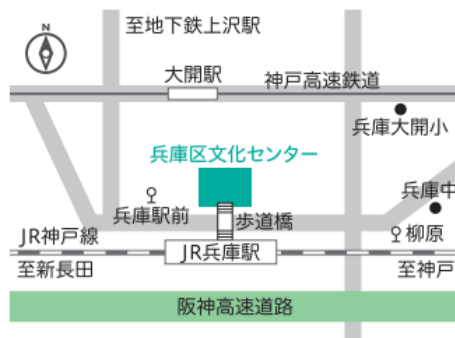 N
至地下鉄上沢駅
大開駅
神戸高速鉄道
兵庫大開小
兵庫区文化センター
兵庫中
兵庫駅前
歩道橋
柳原
JR神戸線
JR兵庫駅
至新長田
至神戸
阪神高速道路